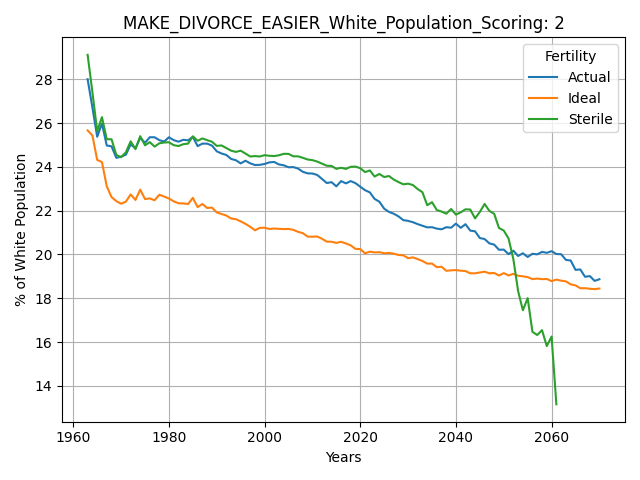 MAKE_DIVORCE_EASIER_White_Population_Scoring: 2
Fertility
Actual
Ideal
Sterile
% of White Population
28
26
24
22
20
18
16
14
1960
1980
2000
2020
2040
2060
Years